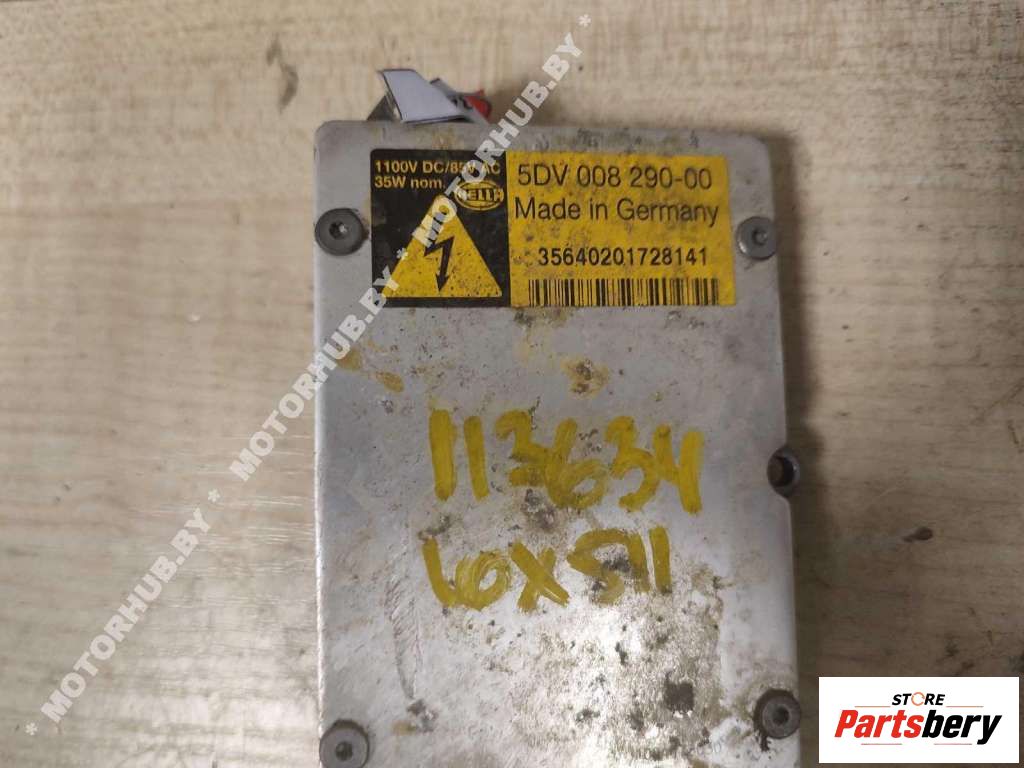 1100V DC/85V AC
35W nom.
HELLA
5DV 008 290-00
Made in Germany
35640201728141
113634
60X511
* MOTORHUB.BY * MOTORHUB.BY * MOTORHUB.BY *
STORE
Partsbery